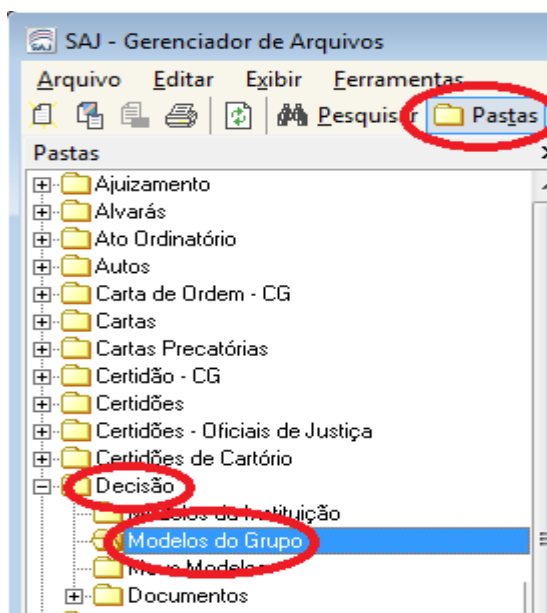 SAJ - Gerenciador de Arquivos
Arquivo Editar Exibir Ferramentas
Pesquisar Pastas
Pastas
Ajuizamento
Alvarás
Ato Ordinatório
Autos
Carta de Ordem - CG
Cartas
Cartas Precatórias
Certidão - CG
Certidões
Certidões - Oficiais de Justiça
Certidões de Cartório
Decisão
Modelos da Instituição
Modelos do Grupo
Meus Modelos
Documentos